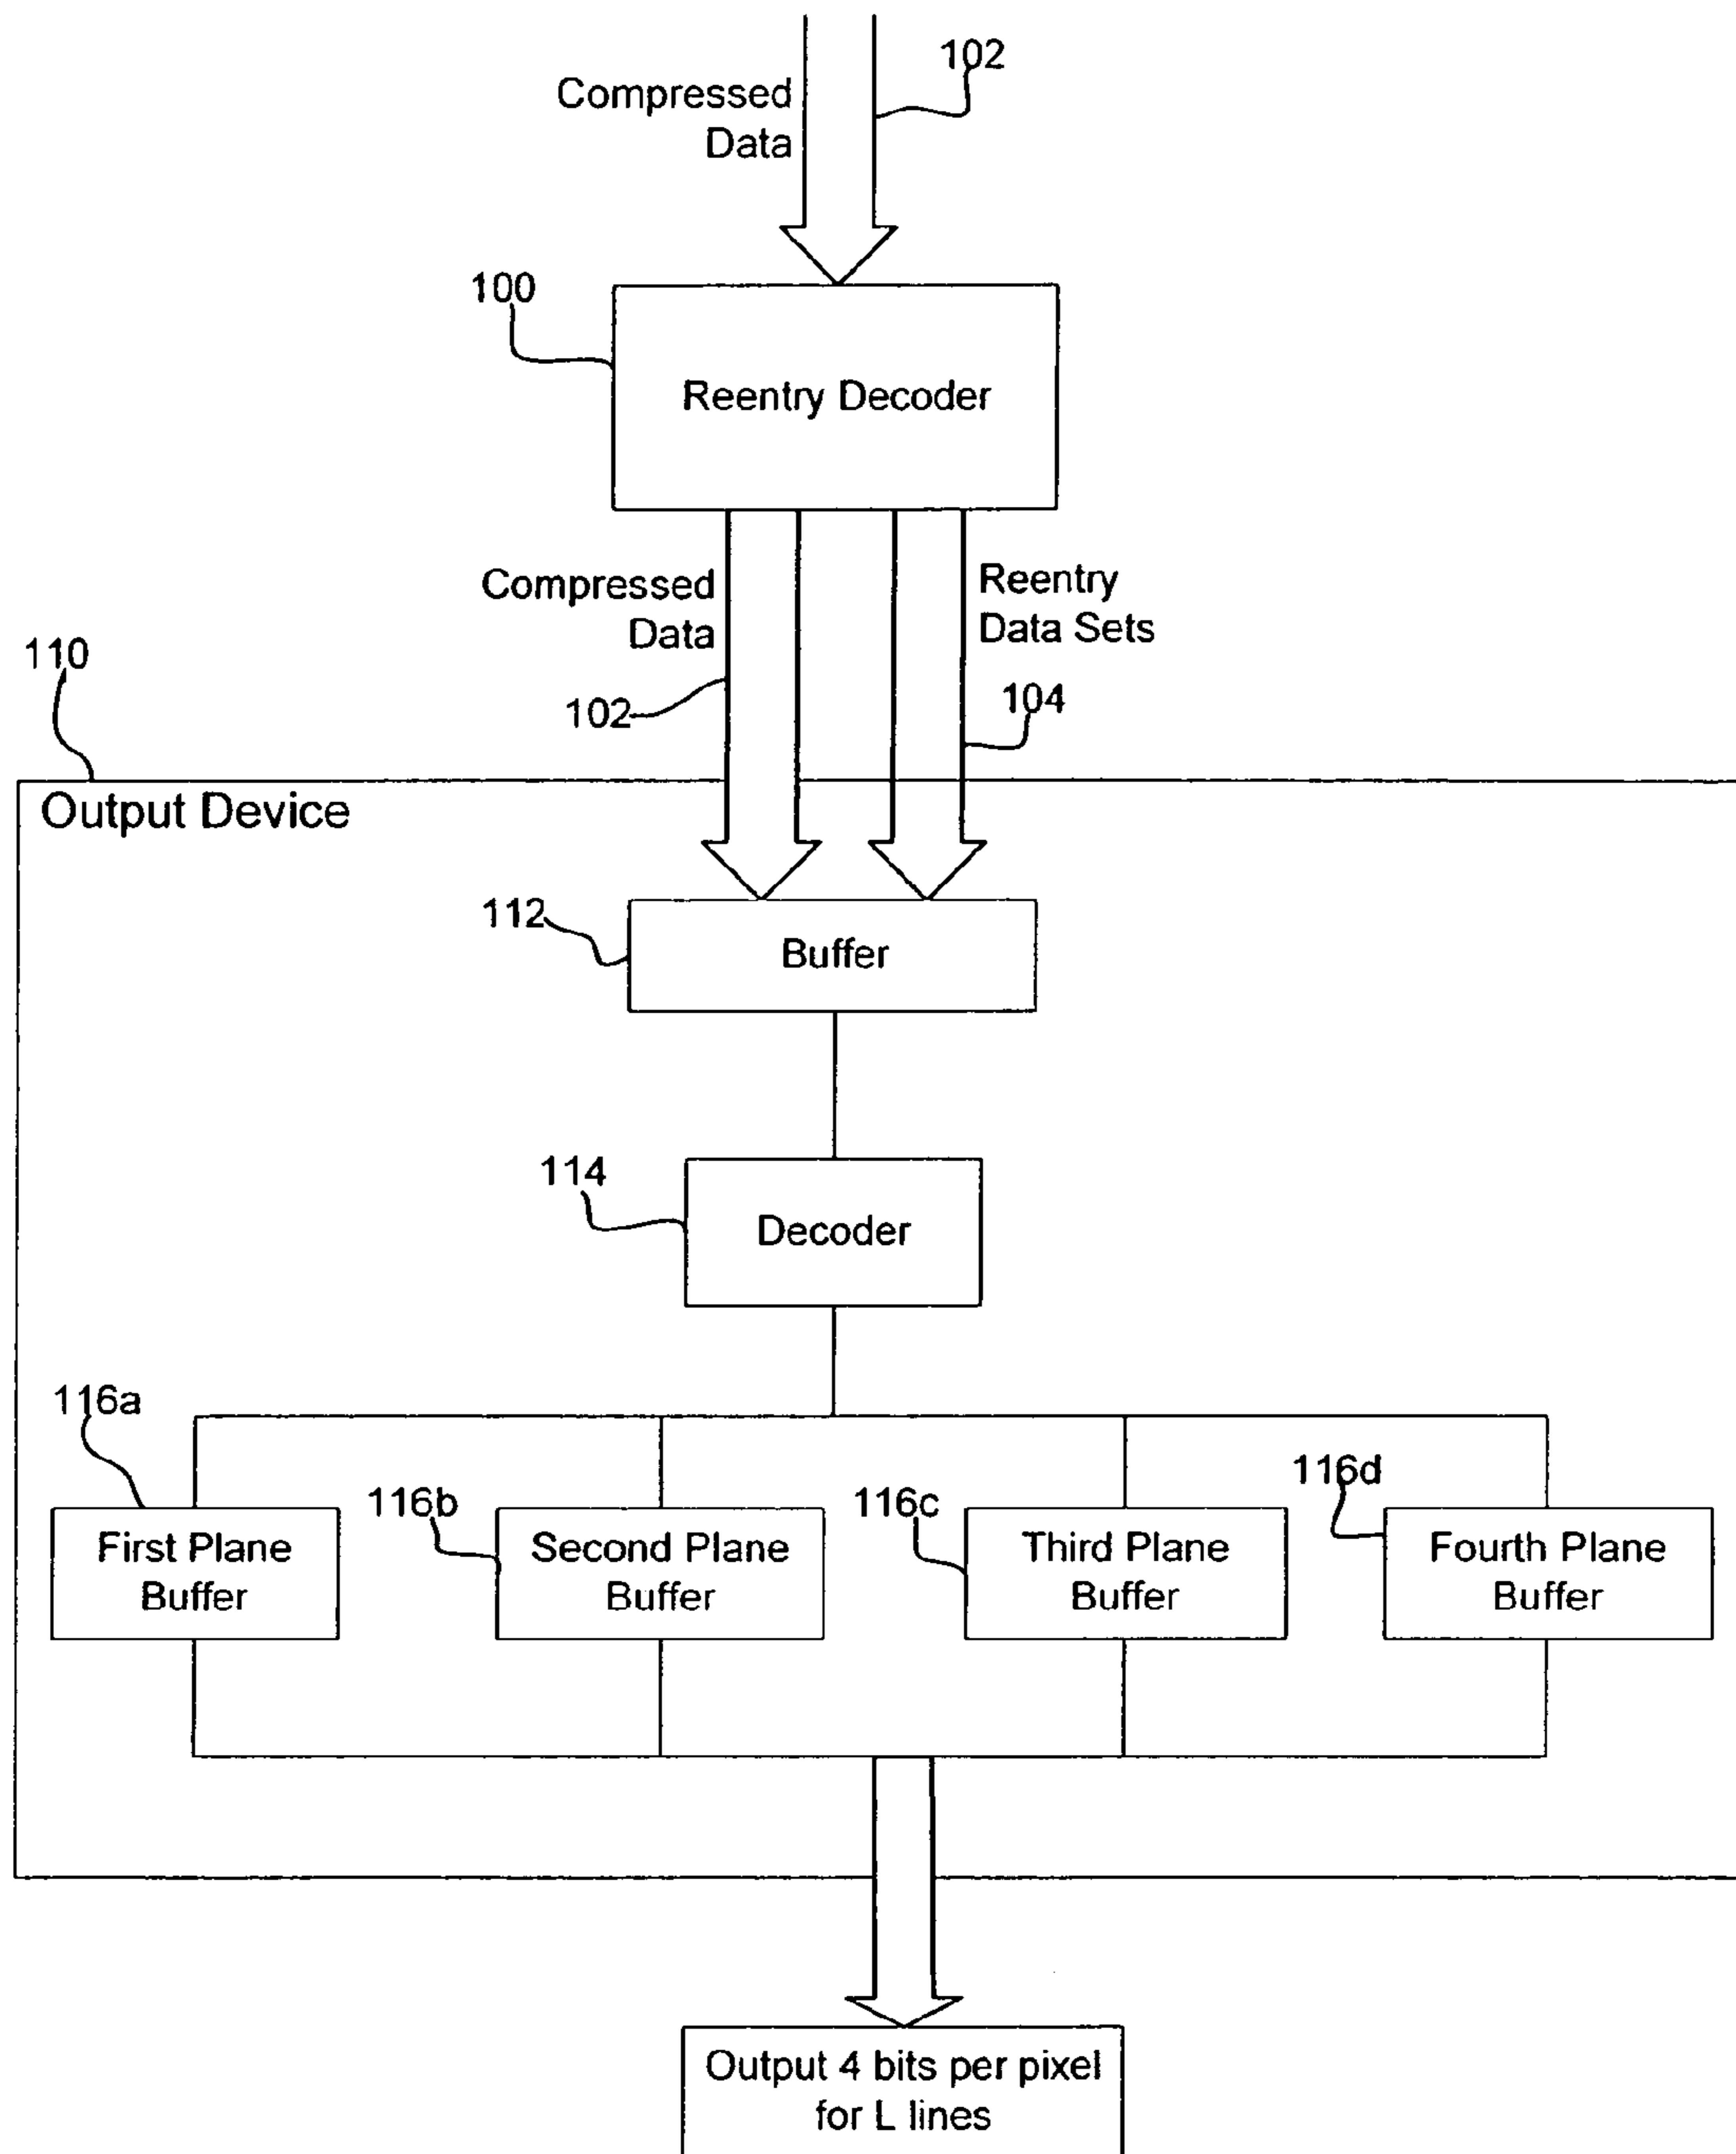 102
Compressed
Data
100
Reentry Decoder
Compressed
Data
Reentry
Data Sets
110
102
104
Output Device
112
Buffer
114
Decoder
116a
116b
116c
116d
First Plane
Buffer
Second Plane
Buffer
Third Plane
Buffer
Fourth Plane
Buffer
Output 4 bits per pixel
for L lines